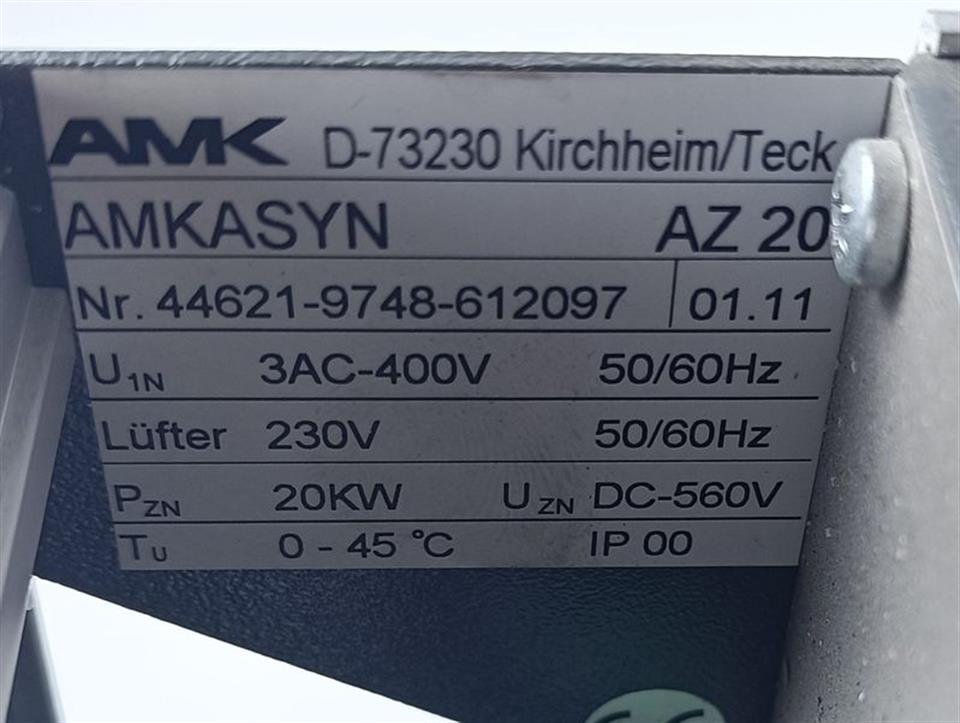 AMK D-73230 Kirchheim/Teck
AMKASYN AZ 20
Nr. 44621-9748-612097 01.11
U1N 3AC-400V 50/60Hz
Lüfter 230V 50/60Hz
PZN 20KW UZN DC-560V
TU 0 - 45 °C IP 00